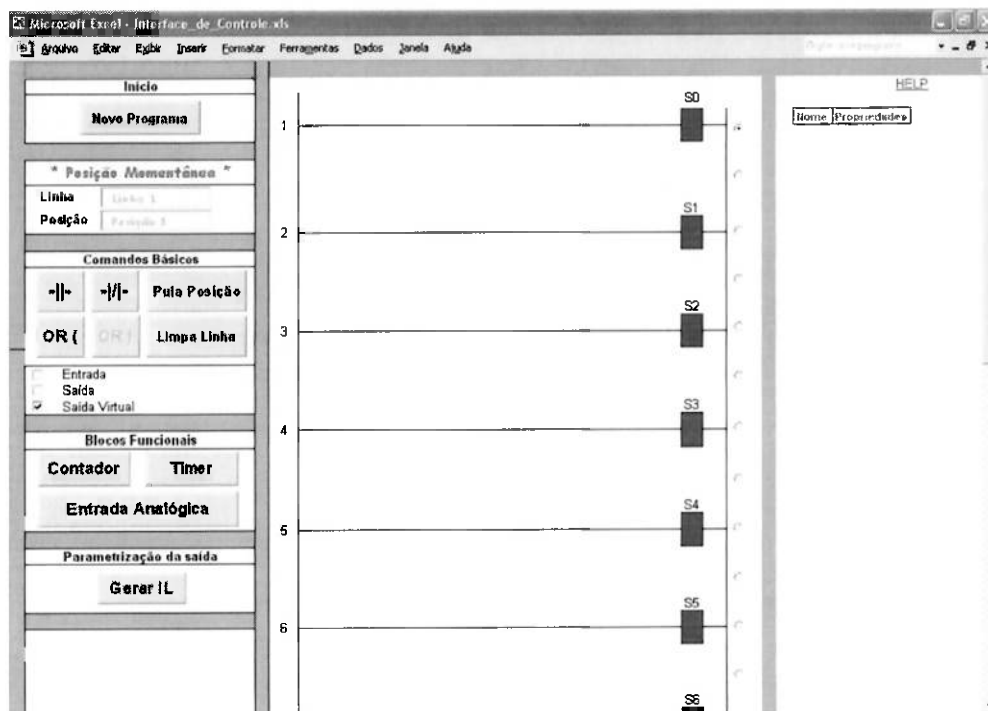 Microsoft Excel - Interface_de_Controle.xls
Arquivo Editar Exibir Inserir Formatar Ferramentas Dados Janela Ajuda
Início
Novo Programa
* Posição Momentânea *
Linha
Linha 1
Posição
Comandos Básicos
-||- -|/|- Pula Posição
OR ( OR ) Limpa Linha
Entrada
Saída
Saída Virtual
Blocos Funcionais
Contador Timer
Entrada Analógica
Parametrização da saída
Gerar IL
S0
1
S1
2
S2
3
S3
4
S4
5
S5
6
S6
HELP
Nome Propriedades